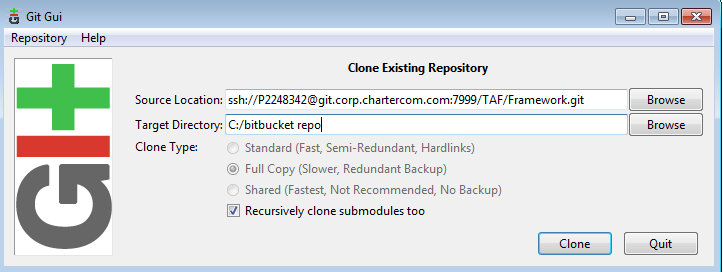 Git Gui
Repository Help
Clone Existing Repository
Source Location: ssh://P2248342@git.corp.chartercom.com:7999/TAF/Framework.git Browse
Target Directory: C:/bitbucket repo Browse
Clone Type: Standard (Fast, Semi-Redundant, Hardlinks)
Full Copy (Slower, Redundant Backup)
Shared (Fastest, Not Recommended, No Backup)
Recursively clone submodules too
Clone Quit
GIt